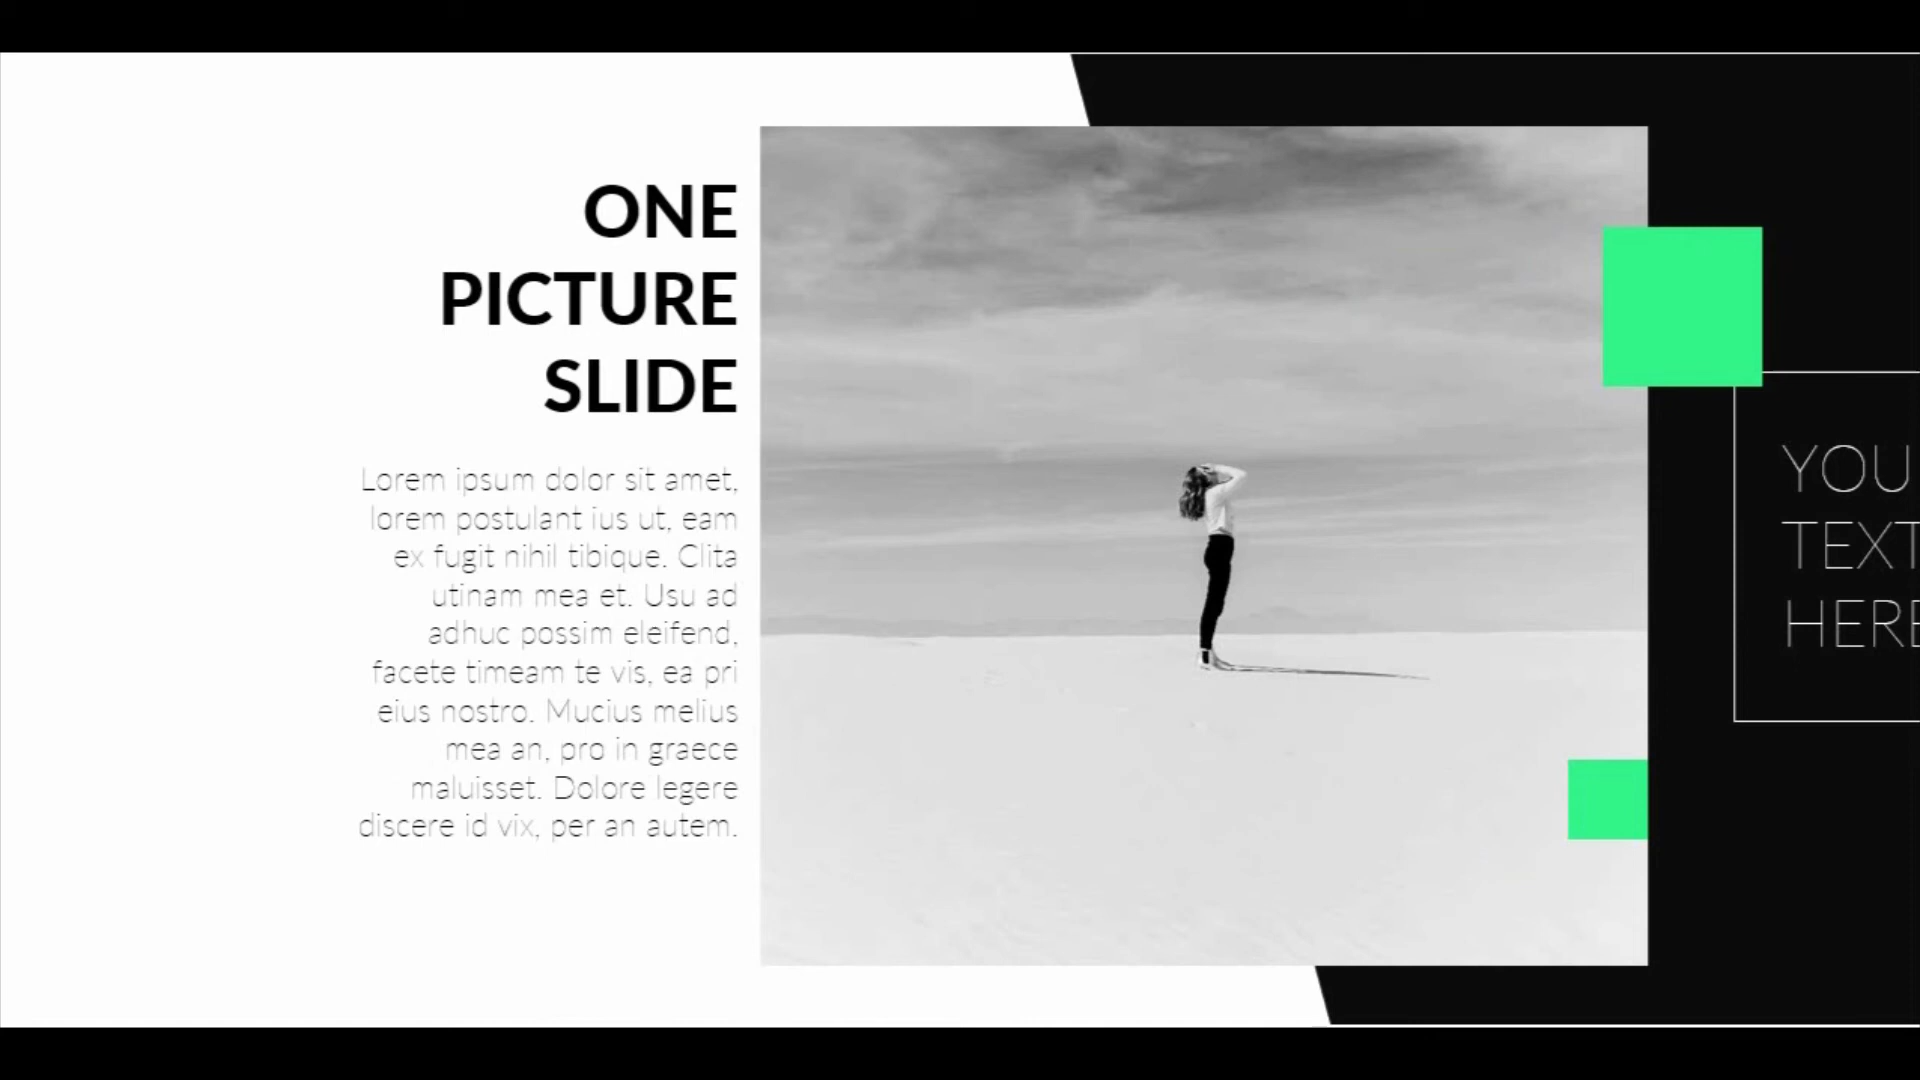 ONE
PICTURE
SLIDE
Lorem ipsum dolor sit amet,
lorem postulant ius ut, eam
ex fugit nihil tibique. Clita
utinam mea et. Usu ad
adhuc possim eleifend,
facete timeam te vis, ea pri
eius nostro. Mucius melius
mea an, pro in graece
maluisset. Dolore legere
discere id vix, per an autem.
YOU
TEXT
HERE